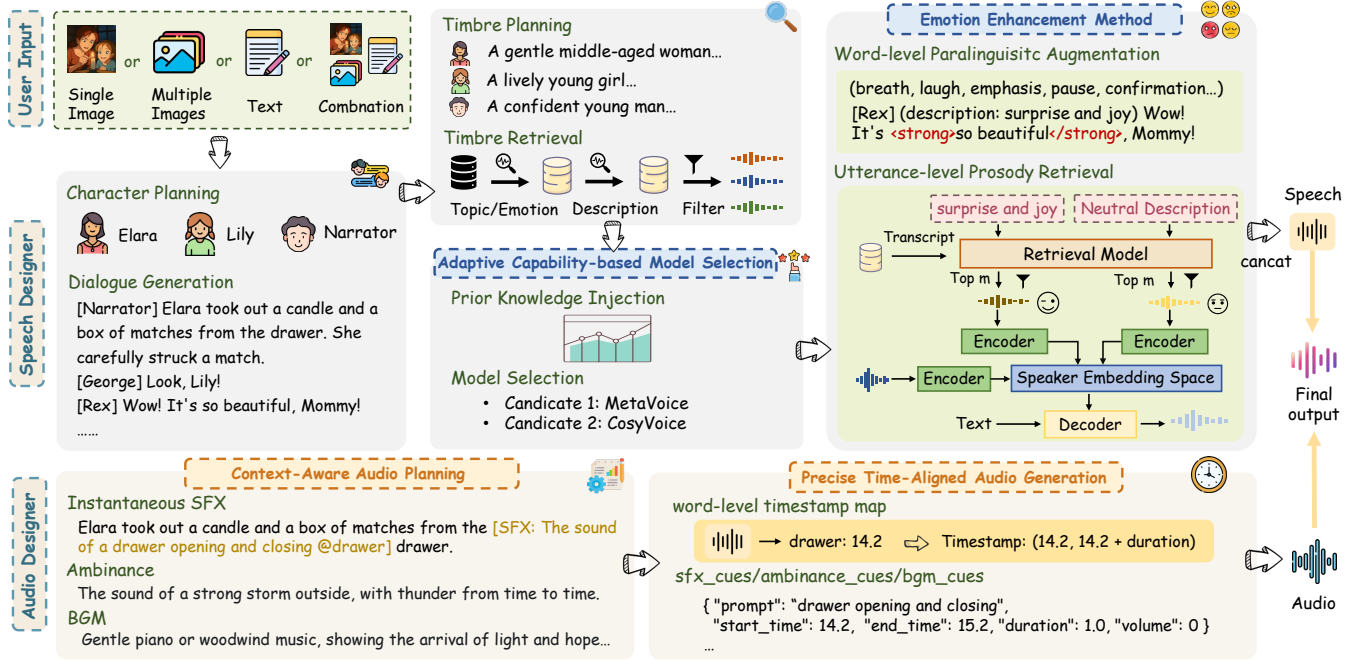 User Input
Single
Image
or
Multiple
Images
or
Text
or
Combnation
Speech Designer
Character Planning
Elara
Lily
Narrator
Dialogue Generation
[Narrator] Elara took out a candle and a
box of matches from the drawer. She
carefully struck a match.
[George] Look, Lily!
[Rex] Wow! It's so beautiful, Mommy!
......
Timbre Planning
A gentle middle-aged woman...
A lively young girl...
A confident young man...
Timbre Retrieval
Topic/Emotion
Description
Filter
Adaptive Capability-based Model Selection
Prior Knowledge Injection
Model Selection
• Candicate 1: MetaVoice
• Candicate 2: CosyVoice
Emotion Enhancement Method
Word-level Paralinguisitc Augmentation
(breath, laugh, emphasis, pause, confirmation...)
[Rex] (description: surprise and joy) Wow!
It's <strong>so beautiful</strong>, Mommy!
Utterance-level Prosody Retrieval
surprise and joy
Neutral Description
Transcript
Retrieval Model
Top m
Top m
Encoder
Encoder
Encoder
Speaker Embedding Space
Text
Decoder
Speech
concat
Final
output
Audio
Audio Designer
Context-Aware Audio Planning
Instantaneous SFX
Elara took out a candle and a box of matches from the [SFX: The sound
of a drawer opening and closing @drawer] drawer.
Ambinance
The sound of a strong storm outside, with thunder from time to time.
BGM
Gentle piano or woodwind music, showing the arrival of light and hope...
Precise Time-Aligned Audio Generation
word-level timestamp map
drawer: 14.2
Timestamp: (14.2, 14.2 + duration)
sfx_cues/ambinance_cues/bgm_cues
{ "prompt": "drawer opening and closing",
"start_time": 14.2, "end_time": 15.2, "duration": 1.0, "volume": 0 }
...